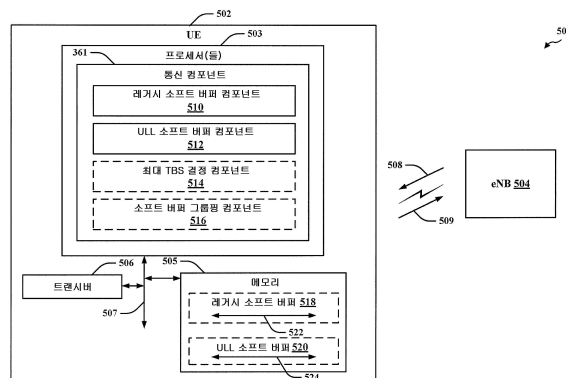 502
UE
503
50
361
프로세서(들)
통신 컴포넌트
레거시 소프트 버퍼 컴포넌트
510
ULL 소프트 버퍼 컴포넌트
512
최대 TBS 결정 컴포넌트
514
소프트 버퍼 그룹핑 컴포넌트
516
508
eNB 504
509
506
505
트랜시버
메모리
507
레거시 소프트 버퍼 518
522
ULL 소프트 버퍼 520
524